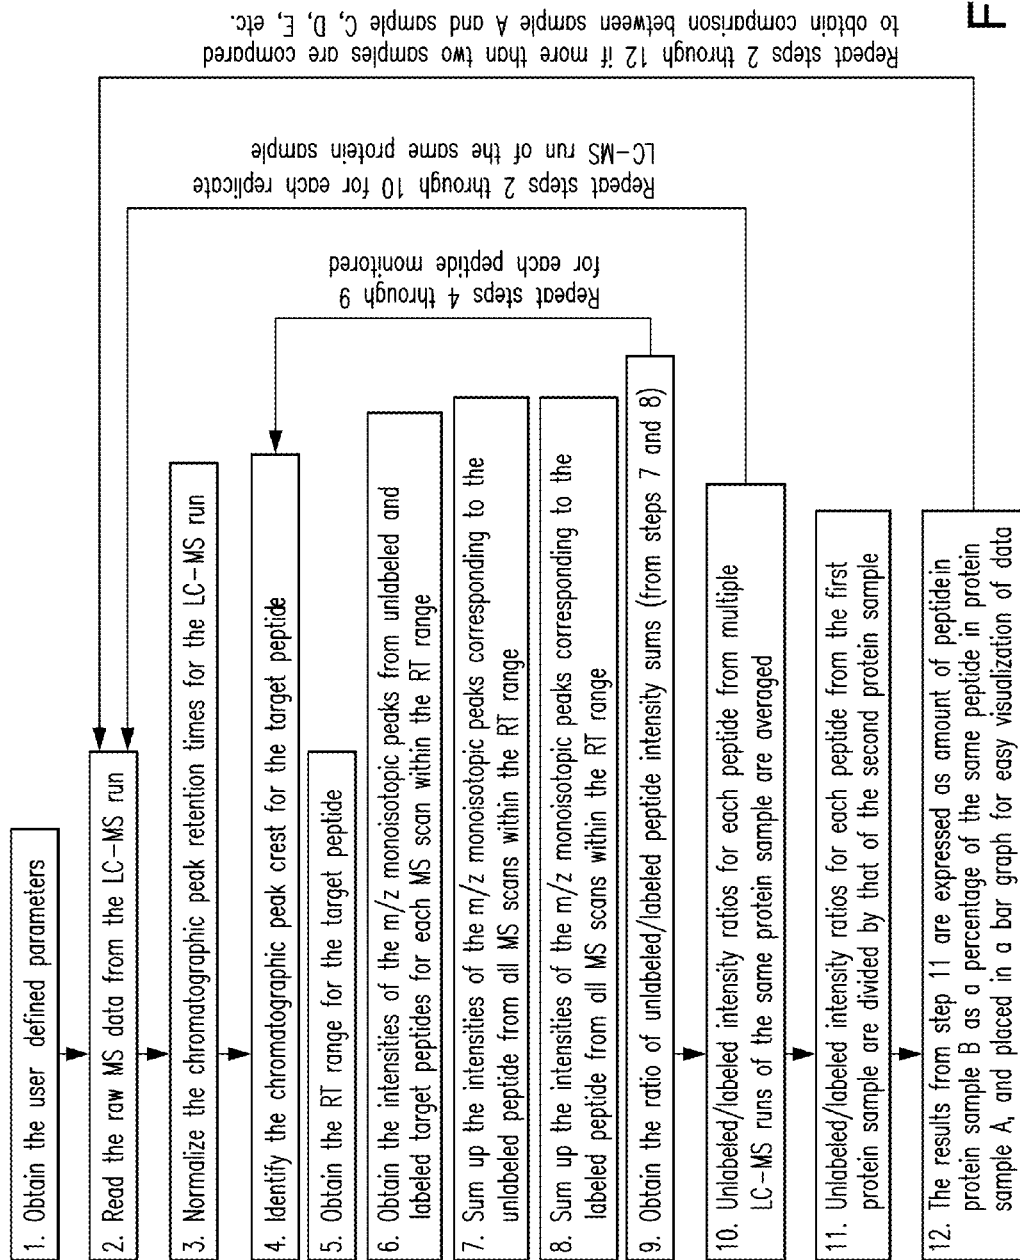 1. Obtain the user defined parameters
2. Read the raw MS data from the LC-MS run
3. Normalize the chromatographic peak retention times for the LC-MS run
4. Identify the chromatographic peak crest for the target peptide
5. Obtain the RT range for the target peptide
6. Obtain the intensities of the m/z monoisotopic peaks from unlabeled and
labeled target peptides for each MS scan within the RT range
7. Sum up the intensities of the m/z monoisotopic peaks corresponding to the
unlabeled peptide from all MS scans within the RT range
8. Sum up the intensities of the m/z monoisotopic peaks corresponding to the
labeled peptide from all MS scans within the RT range
9. Obtain the ratio of unlabeled/labeled peptide intensity sums (from steps 7 and 8)
10. Unlabeled/labeled intensity ratios for each peptide from multiple
LC-MS runs of the same protein sample are averaged
11. Unlabeled/labeled intensity ratios for each peptide from the first
protein sample are divided by that of the second protein sample
12. The results from step 11 are expressed as amount of peptidein
protein sample B as a percentage of the same peptide in protein
sample A, and placed in a bar graph for easy visualization of data
Repeat steps 4 through 9
for each peptide monitored
Repeat steps 2 through 10 for each replicate
LC-MS run of the same protein sample
Repeat steps 2 through 12 if more than two samples are compared
to obtain comparison between sample A and sample C, D, E, etc.
F